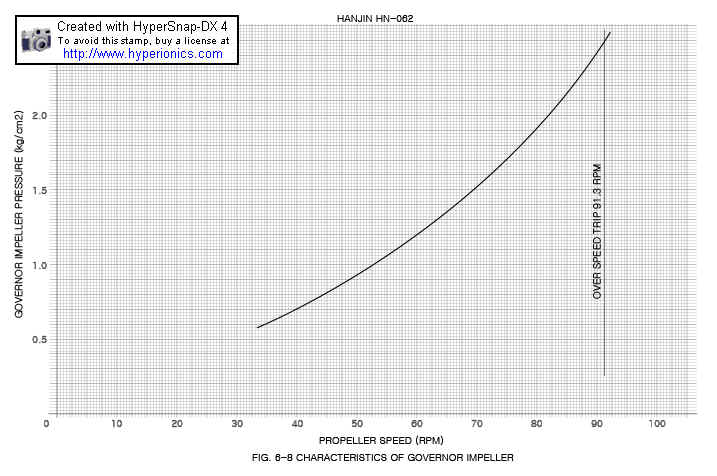 HANJIN HN-062
Created with HyperSnap-DX 4
To avoid this stamp, buy a license at
http://www.hyperionics.com
GOVERNOR IMPELLER PRESSURE (kg/cm2)
2.0
1.5
1.0
0.5
OVER SPEED TRIP 91.3 RPM
0 10 20 30 40 50 60 70 80 90 100
PROPELLER SPEED (RPM)
FIG. 6-8 CHARACTERISTICS OF GOVERNOR IMPELLER